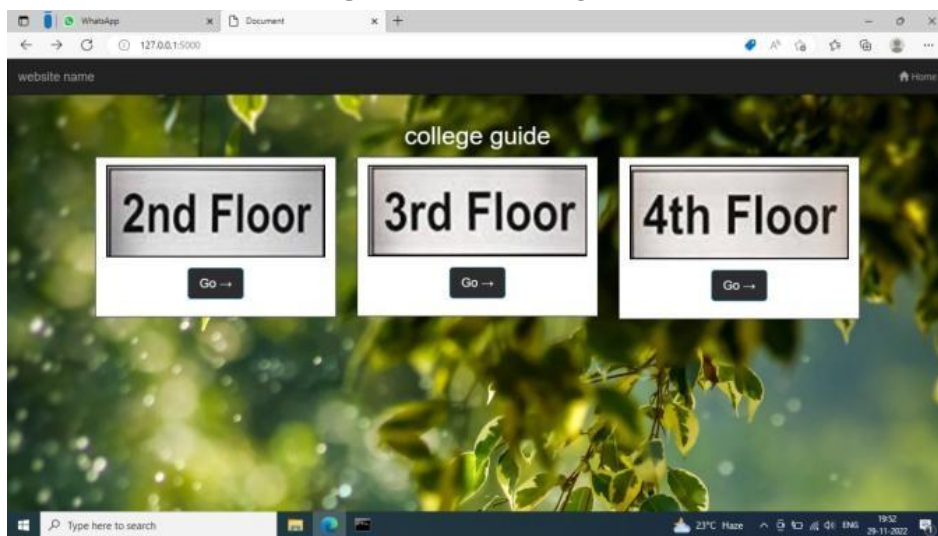 WhatsApp
Document
127.0.0.1:5000
website name
Home
college guide
2nd Floor
3rd Floor
4th Floor
Go →
Go →
Go →
Type here to search
23°C Haze
ENG
19:52
29-11-2022